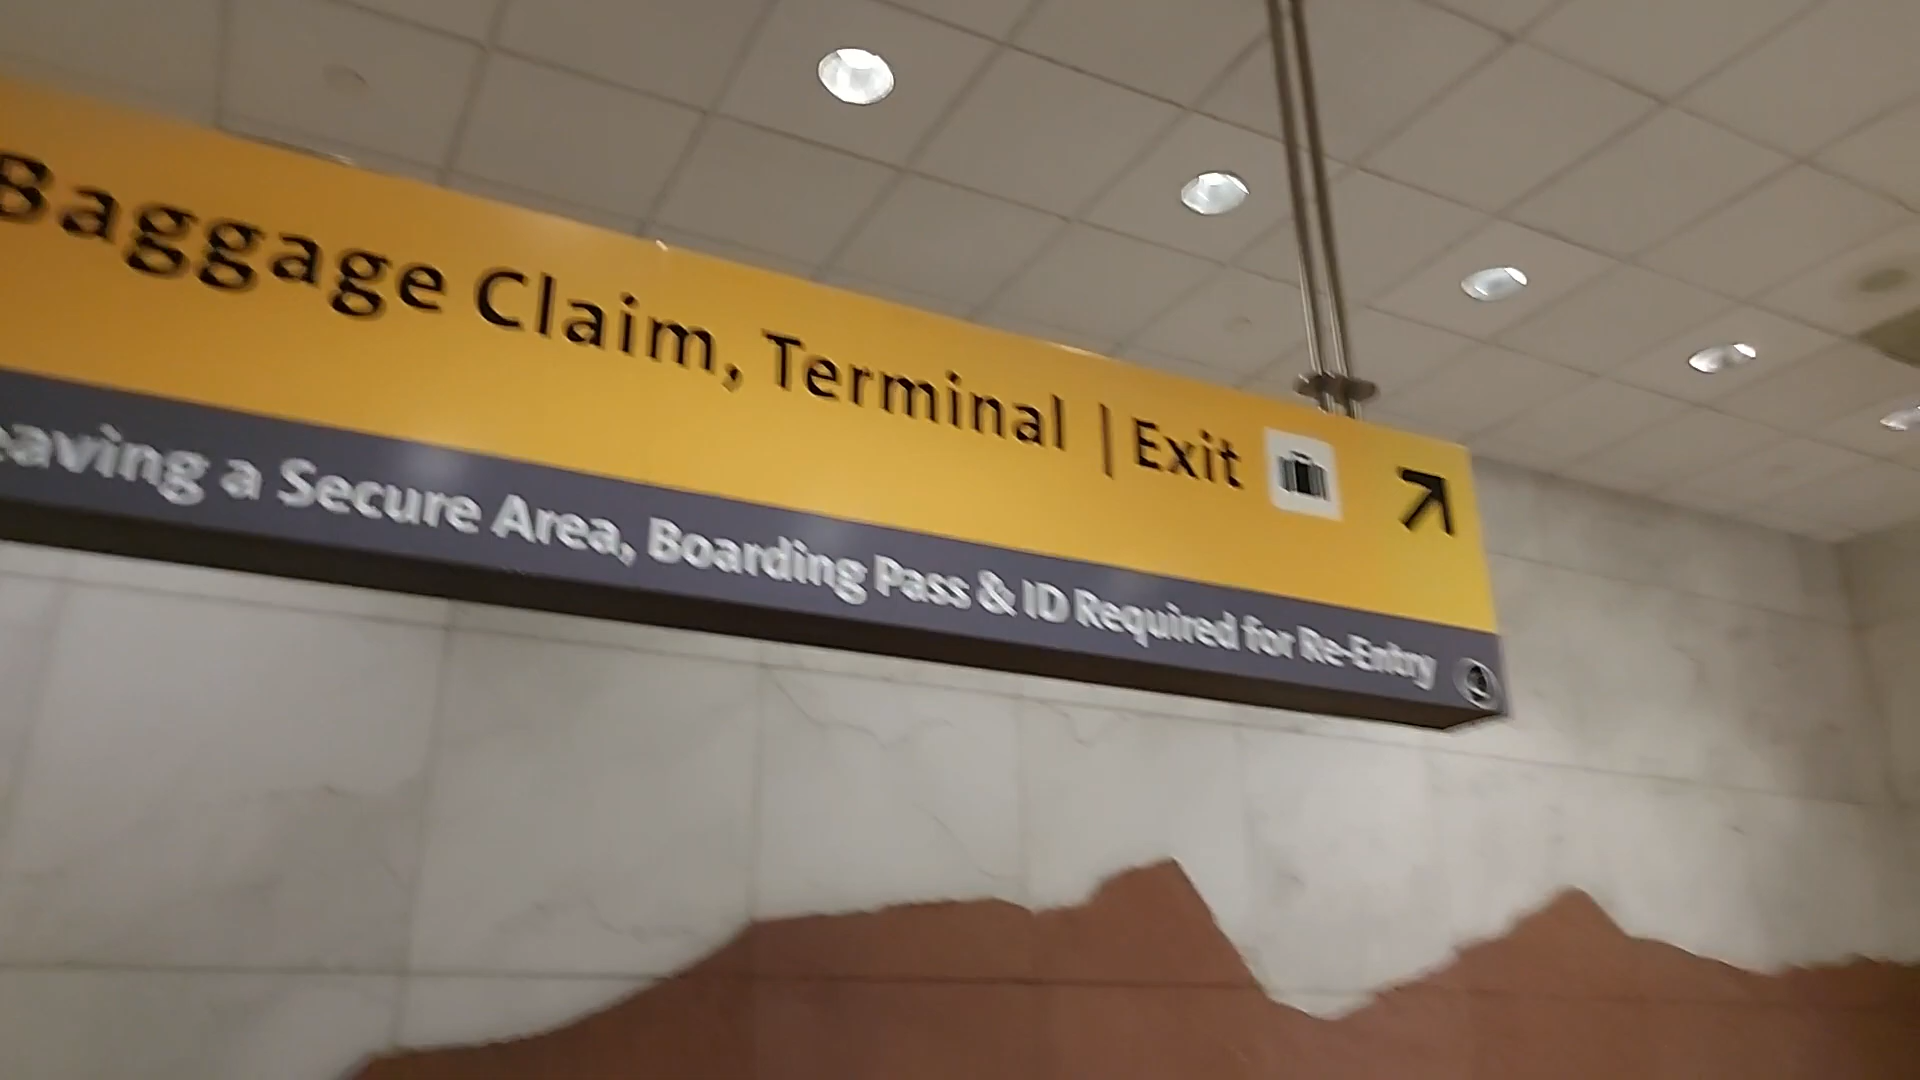 Baggage Claim, Terminal | Exit
eaving a Secure Area, Boarding Pass & ID Required for Re-Entry